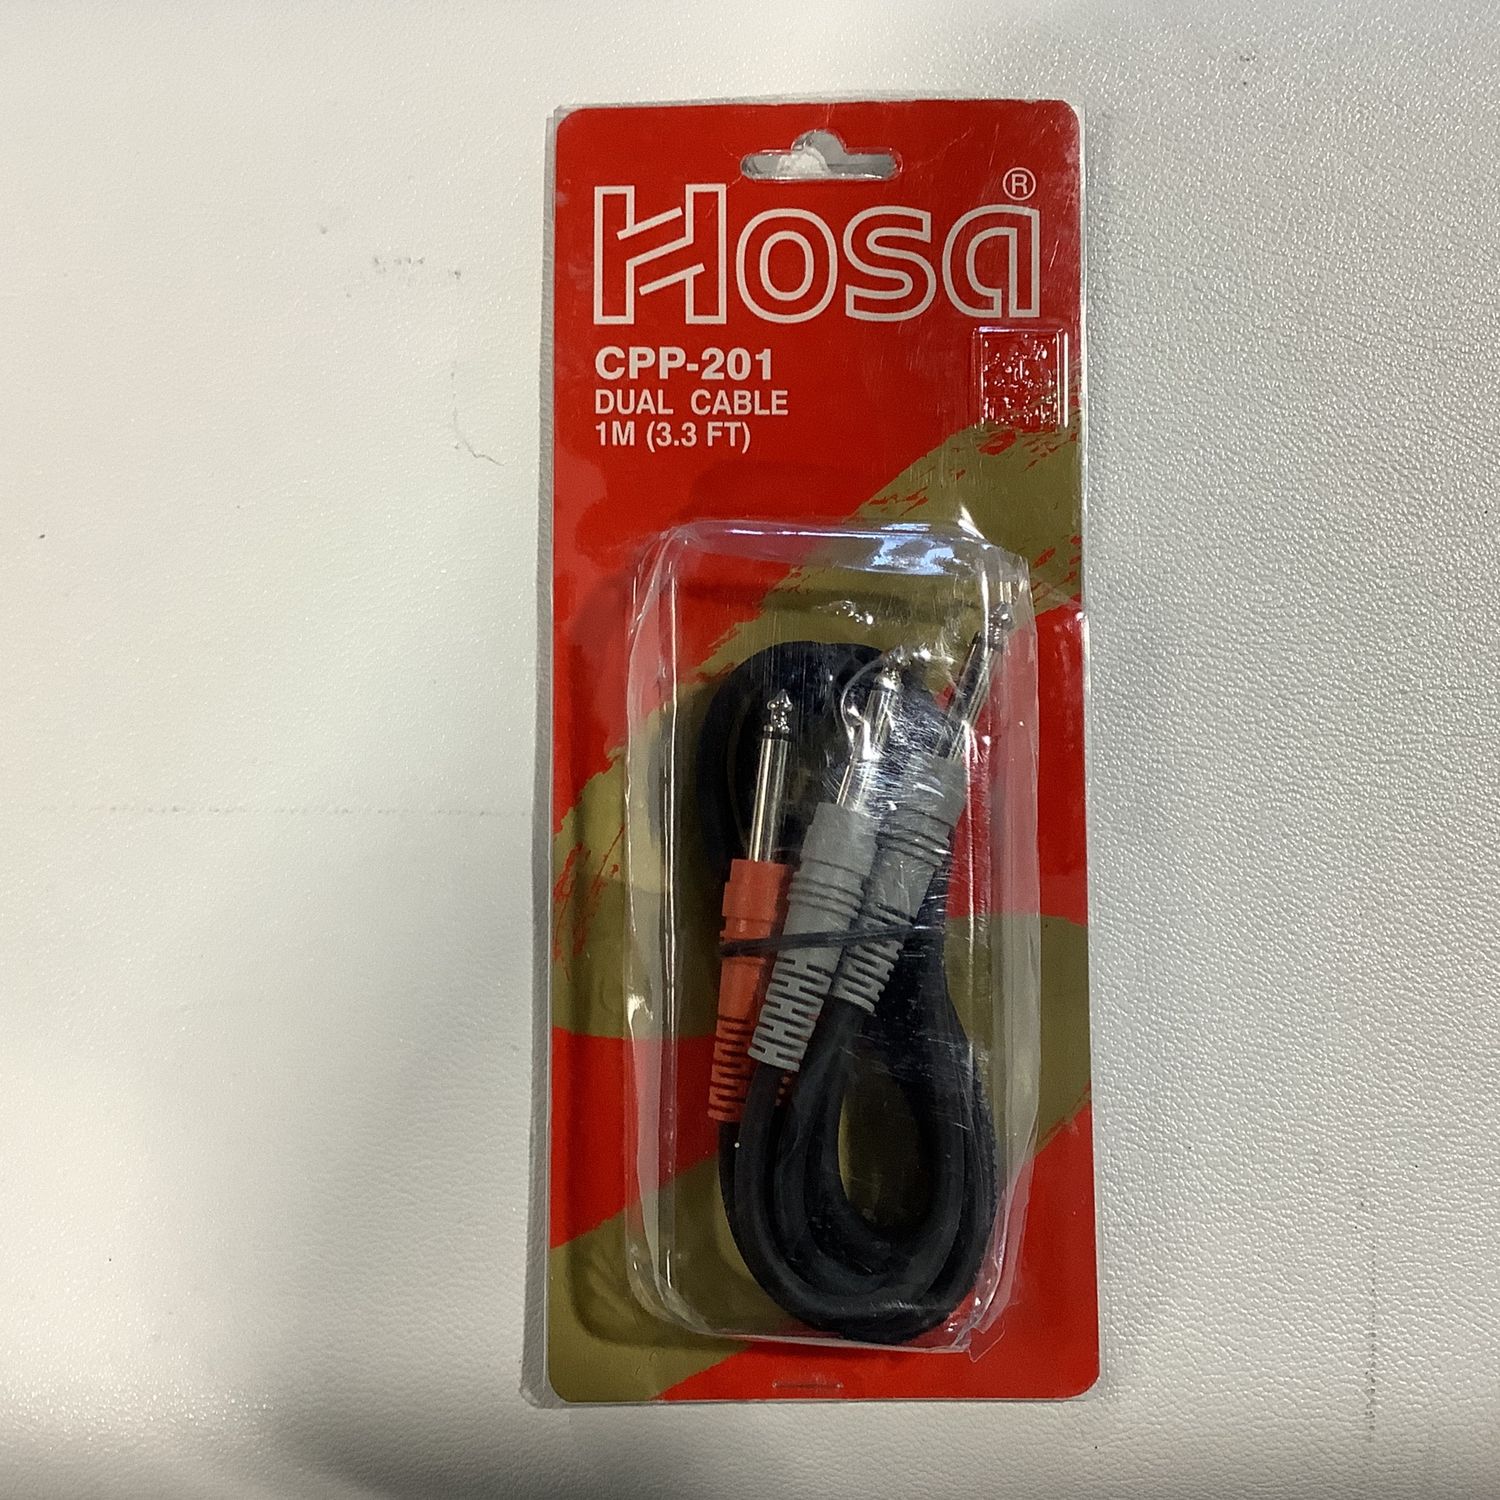 Hosa®
CPP-201
DUAL CABLE
1M (3.3 FT)